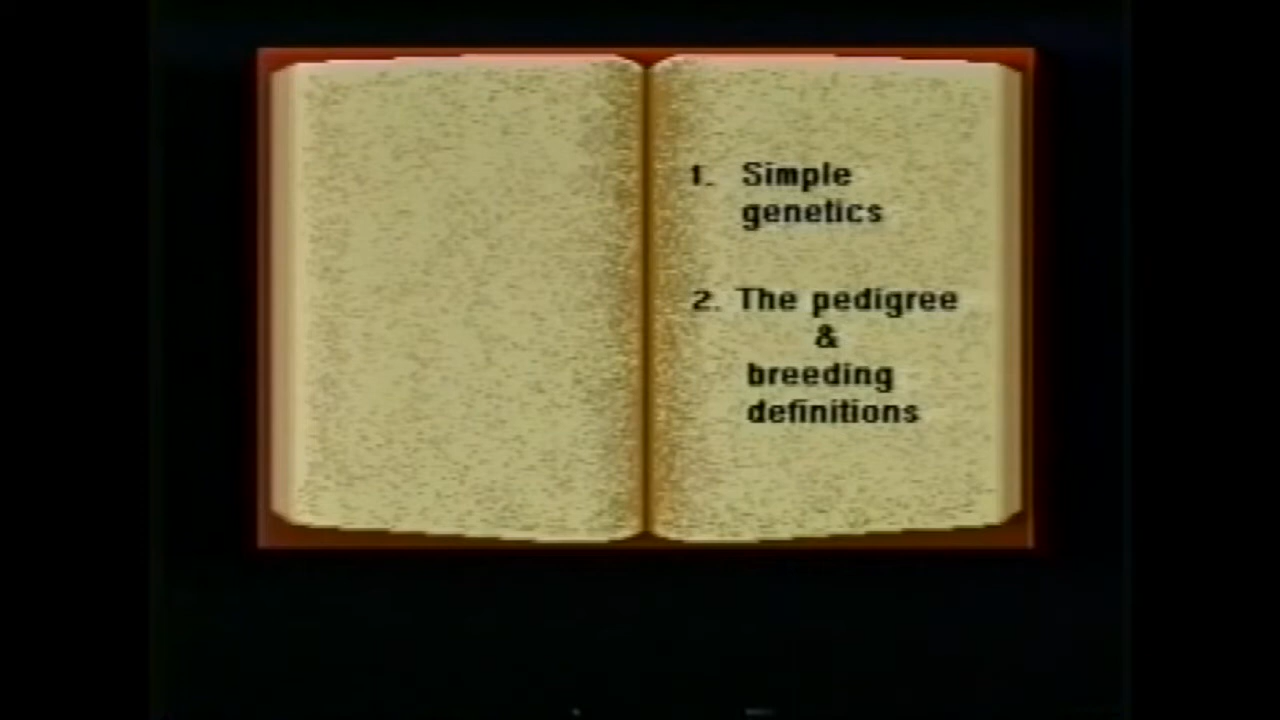 1. Simple
genetics
2. The pedigree
&
breeding
definitions